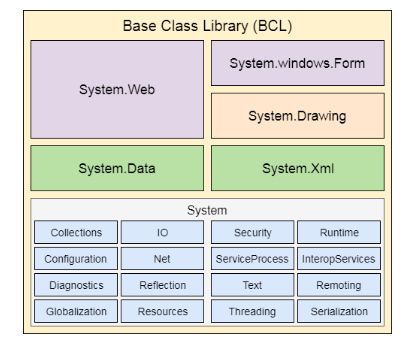 Base Class Library (BCL)
System.Web
System.windows.Form
System.Drawing
System.Data
System.Xml
System
Collections
IO
Security
Runtime
Configuration
Net
ServiceProcess
InteropServices
Diagnostics
Reflection
Text
Remoting
Globalization
Resources
Threading
Serialization